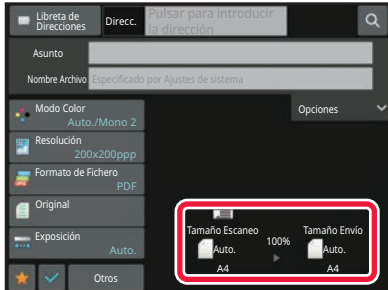 Libreta de
Direcciones
Direcc.
Pulsar para introducir
la dirección
Asunto
Nombre Archivo
Especificado por Ajustes de sistema
Modo Color
Auto./Mono 2
Opciones
Resolución
200x200ppp
Formato de Fichero
PDF
Original
Exposición
Auto.
Tamaño Escaneo
Auto.
A4
100%
Tamaño Envío
Auto.
A4
Otros